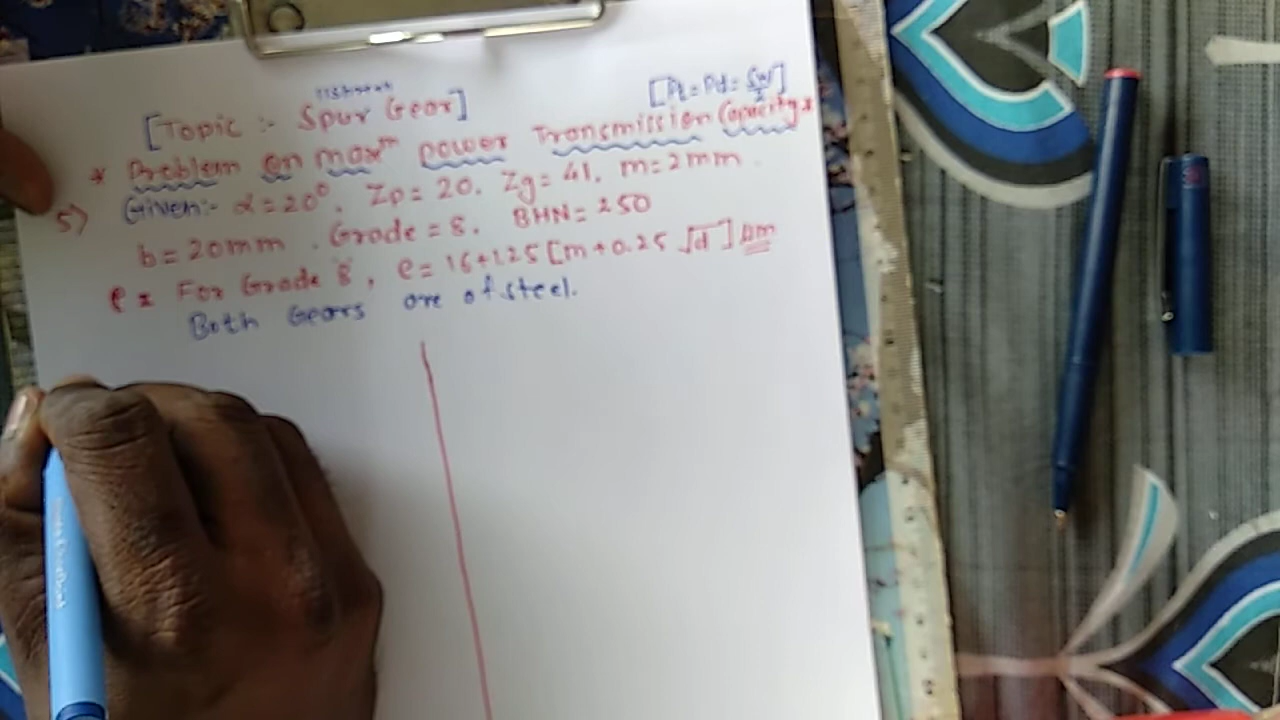 [Pt=Pd= Sw/2]
[Topic :- Spur Gear]
* Problem on max^m power Transmission Capacity *
5) Given:- α=20°, Zp=20. Zg=41. m=2mm
b=20mm. Grade=8. BHN=250
e = For Grade 8, e=16+1.25[m+0.25√d] μm
Both Gears are of steel.